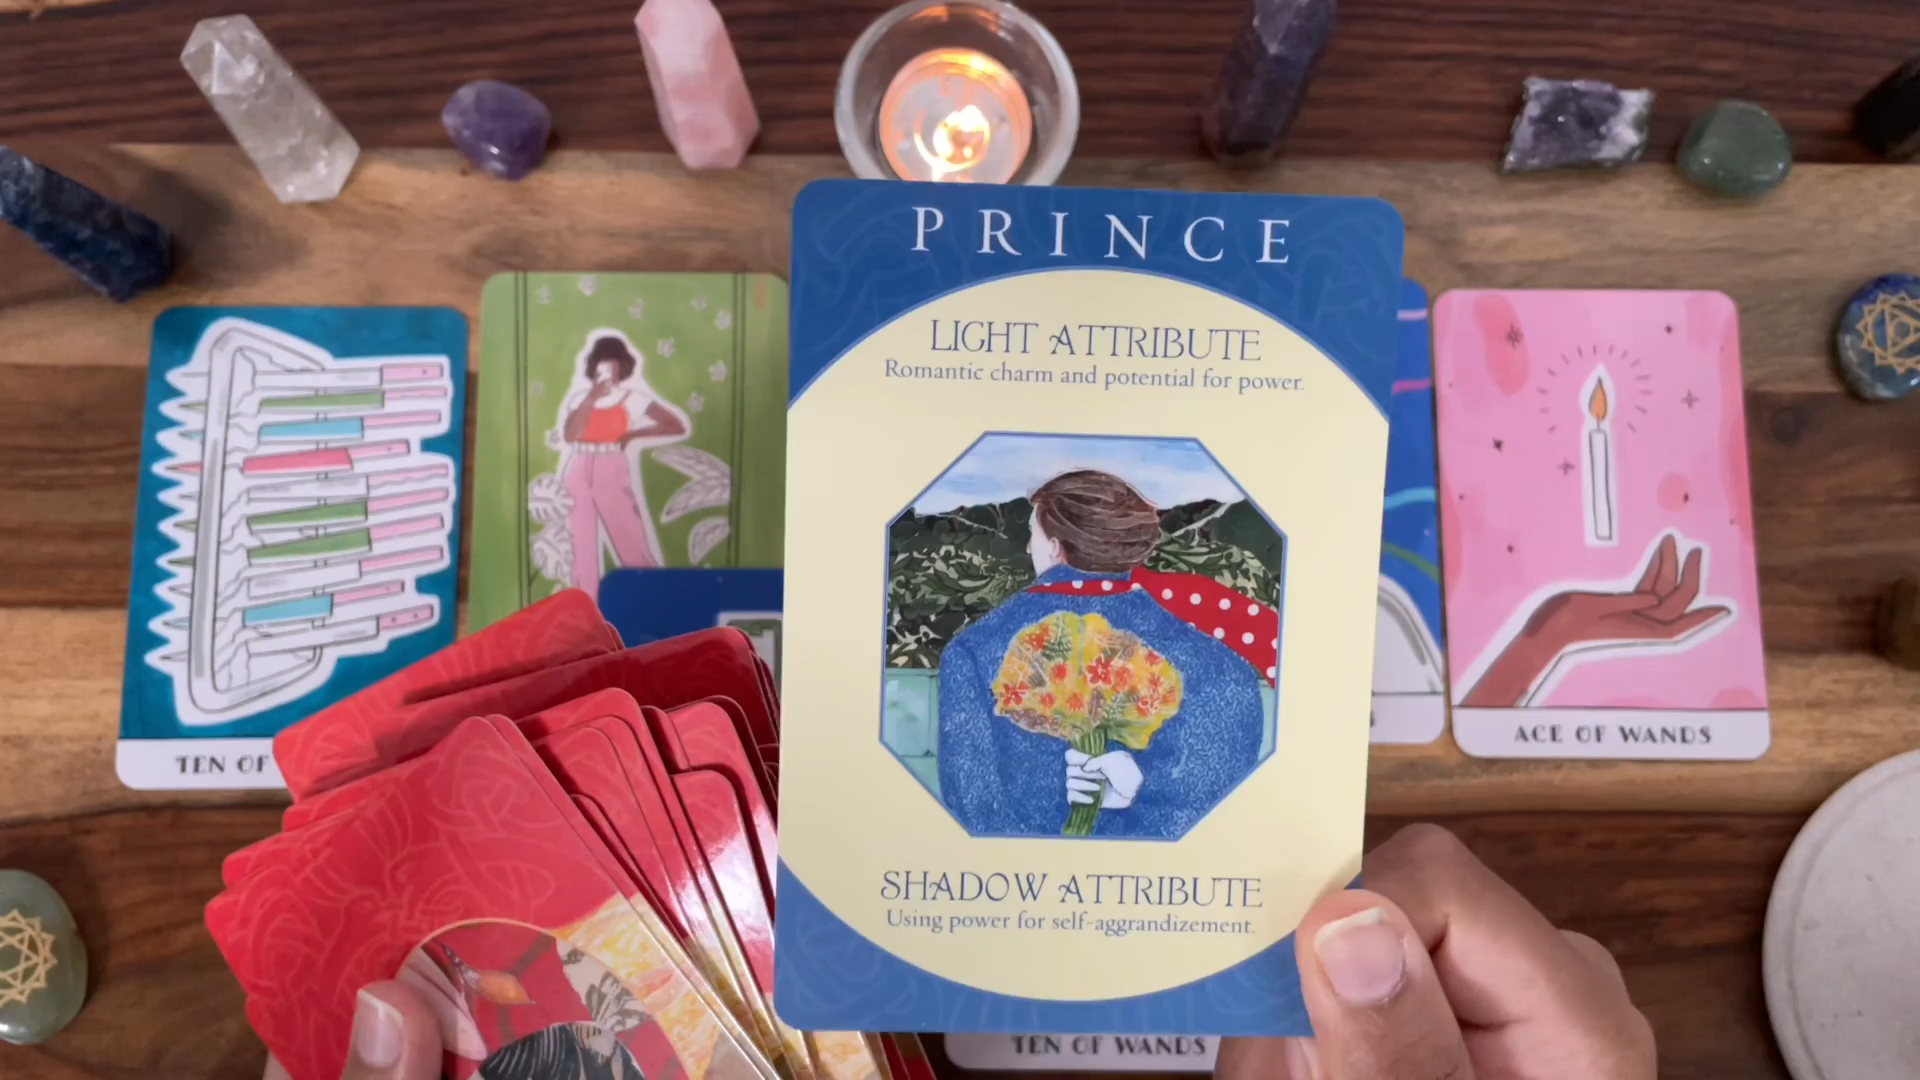 PRINCE
LIGHT ATTRIBUTE
Romantic charm and potential for power.
SHADOW ATTRIBUTE
Using power for self-aggrandizement.
TEN OF
ACE OF WANDS
TEN OF WANDS